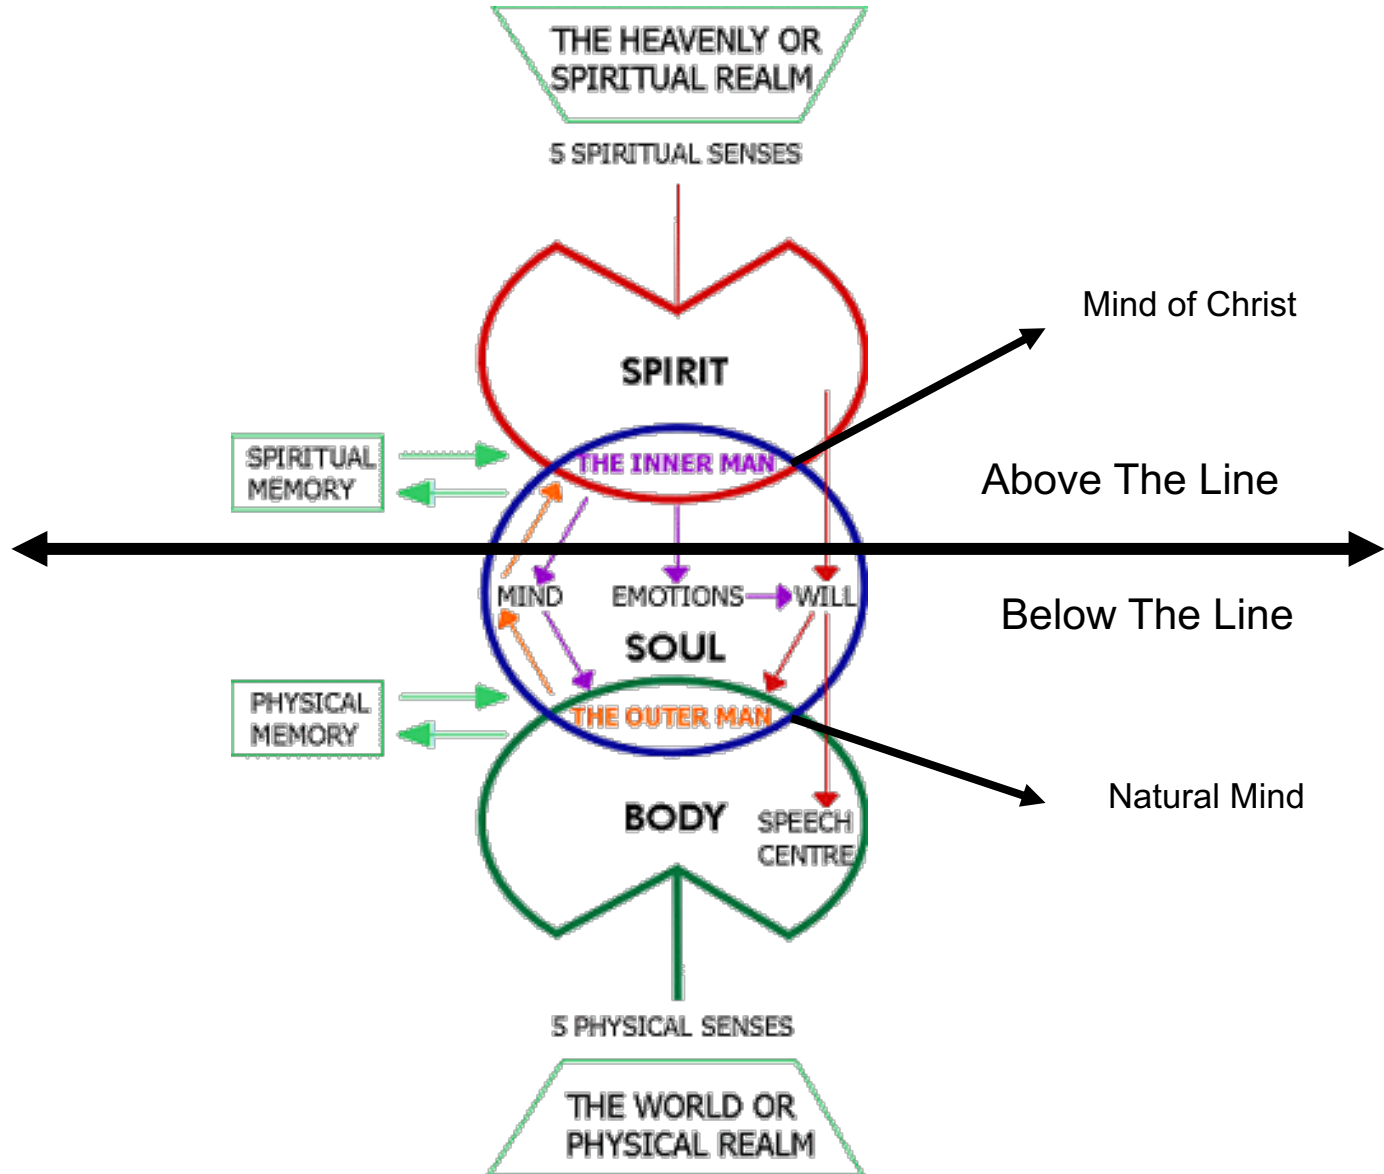 THE HEAVENLY OR
SPIRITUAL REALM
5 SPIRITUAL SENSES
Mind of Christ
SPIRIT
SPIRITUAL
MEMORY
THE INNER MAN
Above The Line
MIND
EMOTIONS
WILL
Below The Line
SOUL
PHYSICAL
MEMORY
THE OUTER MAN
Natural Mind
BODY
SPEECH
CENTRE
5 PHYSICAL SENSES
THE WORLD OR
PHYSICAL REALM